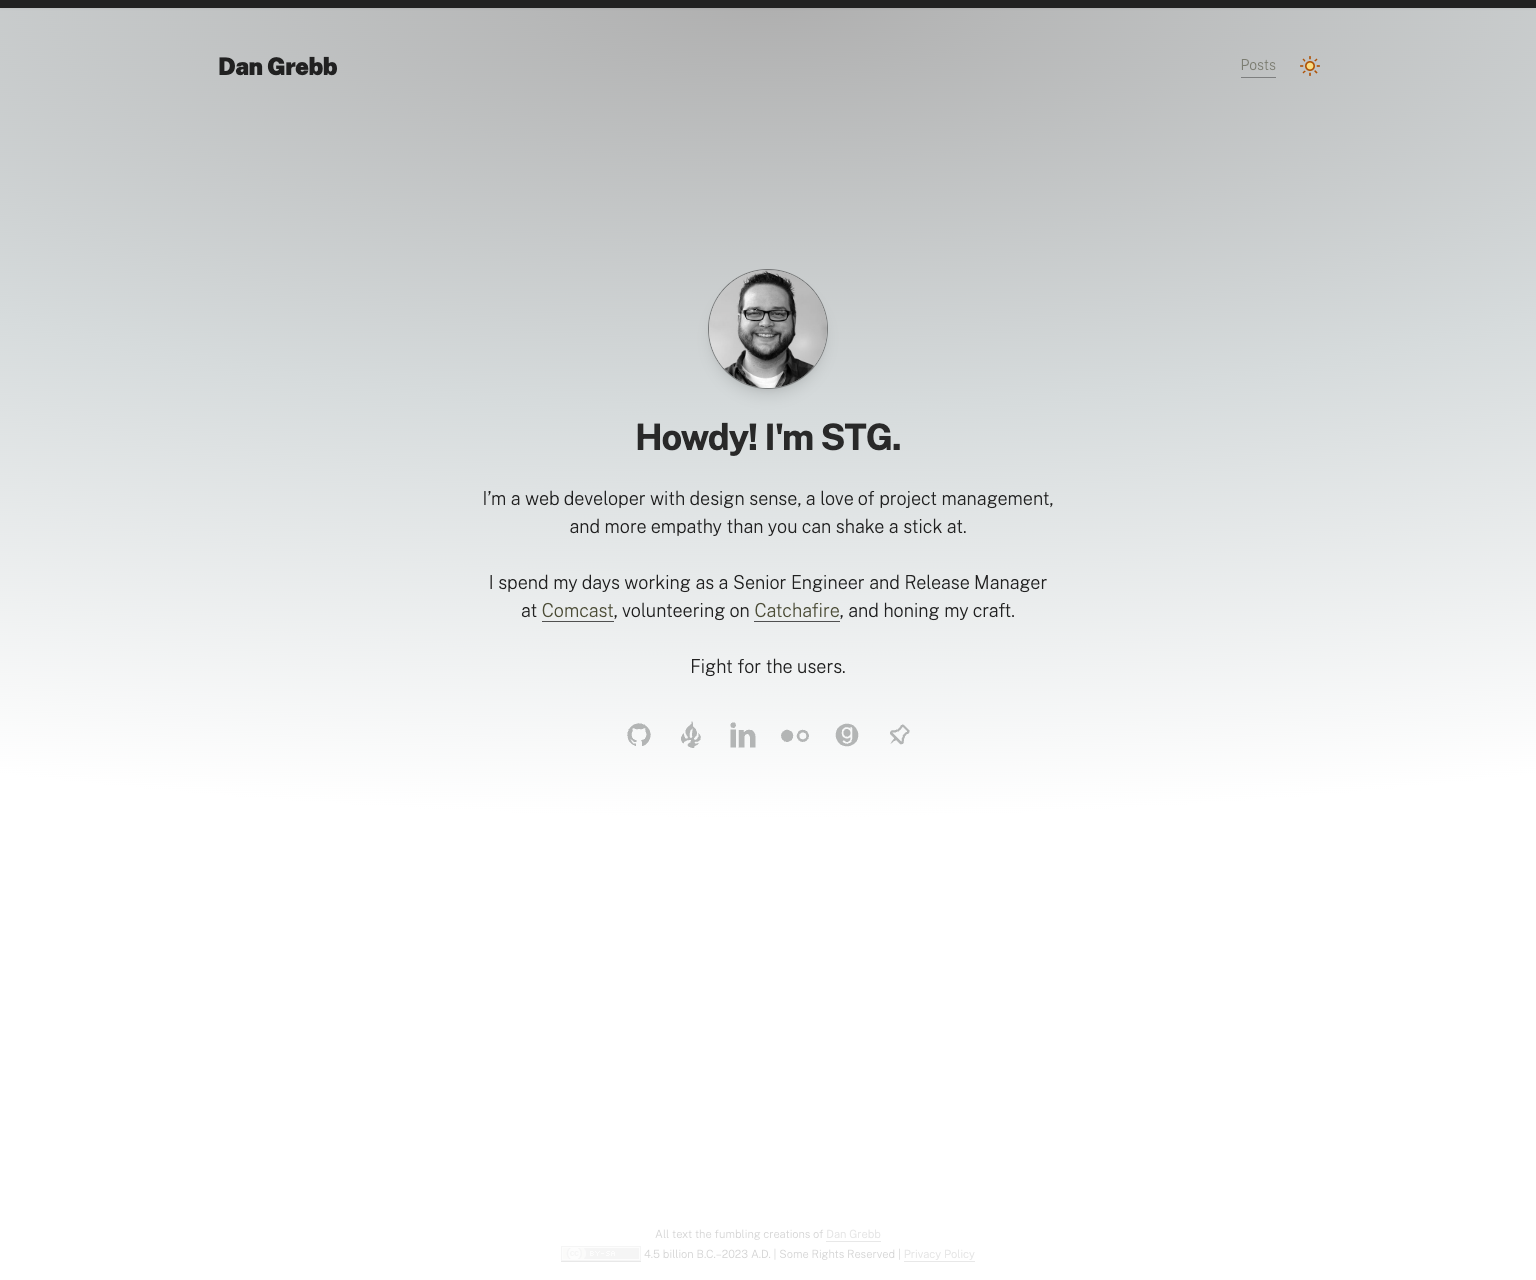 Dan Grebb
Posts
Howdy! I'm STG.
I’m a web developer with design sense, a love of project management,
and more empathy than you can shake a stick at.
I spend my days working as a Senior Engineer and Release Manager
at Comcast, volunteering on Catchafire, and honing my craft.
Fight for the users.
All text the fumbling creations of Dan Grebb
4.5 billion B.C.–2023 A.D. | Some Rights Reserved | Privacy Policy